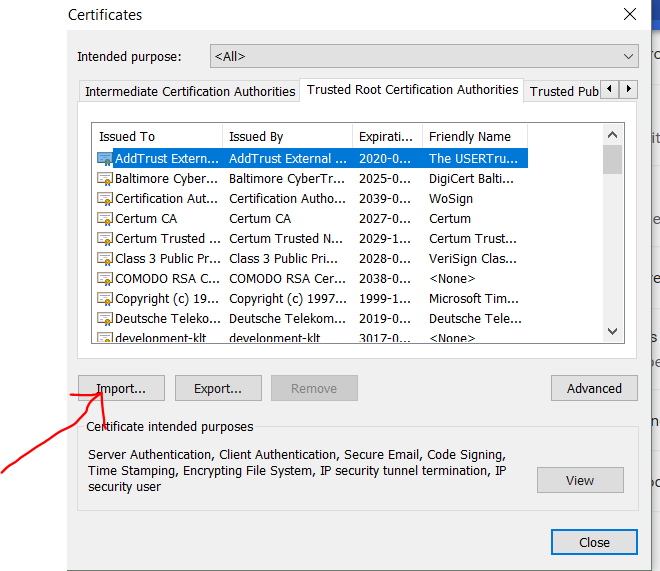 Certificates
Intended purpose: <All>
Intermediate Certification Authorities Trusted Root Certification Authorities Trusted Pub
Issued To Issued By Expirati... Friendly Name
AddTrust Extern... AddTrust External ... 2020-0... The USERTru...
Baltimore Cyber... Baltimore CyberTr... 2025-0... DigiCert Balti...
Certification Aut... Certification Autho... 2039-0... WoSign
Certum CA Certum CA 2027-0... Certum
Certum Trusted ... Certum Trusted N... 2029-1... Certum Trust...
Class 3 Public Pr... Class 3 Public Pri... 2028-0... VeriSign Clas...
COMODO RSA C... COMODO RSA Cer... 2038-0... <None>
Copyright (c) 19... Copyright (c) 1997... 1999-1... Microsoft Tim...
Deutsche Teleko... Deutsche Telekom... 2019-0... Deutsche Tele...
development-klt development-klt 3017-0... <None>
Import... Export... Remove Advanced
Certificate intended purposes
Server Authentication, Client Authentication, Secure Email, Code Signing,
Time Stamping, Encrypting File System, IP security tunnel termination, IP
security user
View
Close